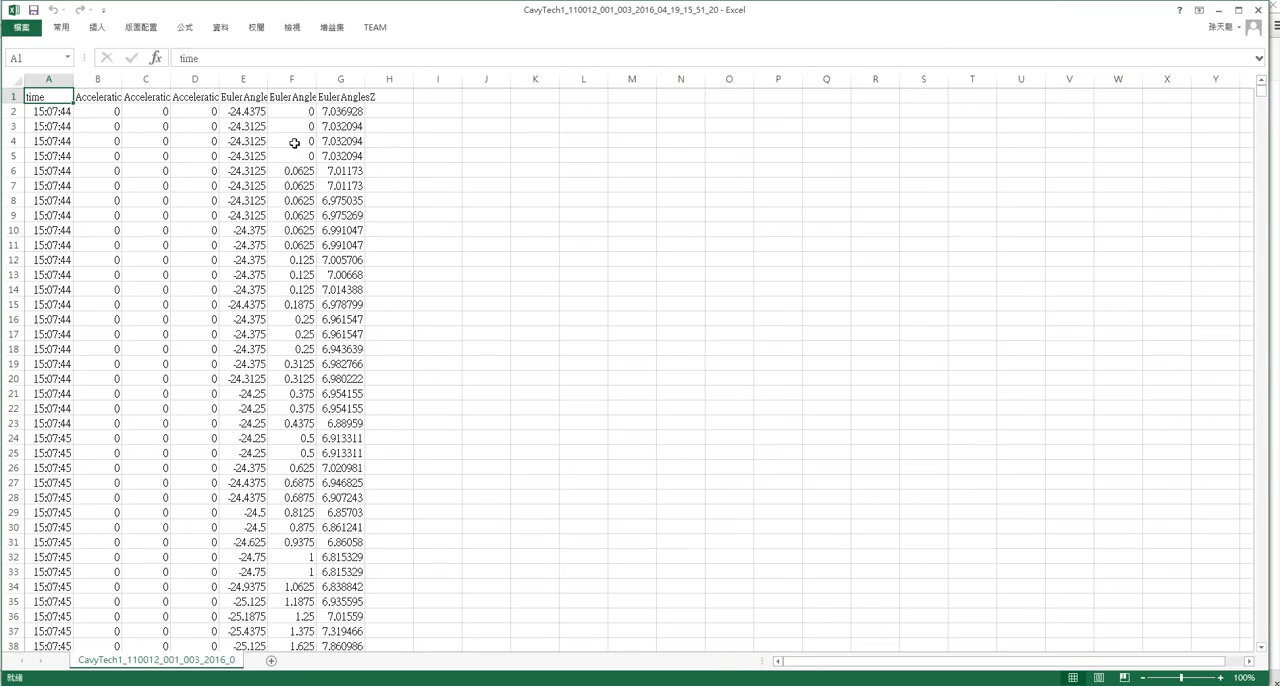 CavyTech1_110012_001_003_2016_04_19_15_51_20 - Excel
檔案 常用 插入 版面配置 公式 資料 校閱 檢視 增益集 TEAM 孫天龍
A1 fx time
A B C D E F G H I J K L M N O P Q R S T U V W X Y
1 time Acceleratic Acceleratic Acceleratic EulerAngle EulerAngle EulerAnglesZ
2 15:07:44 0 0 0 -24.4375 0 7.036928
3 15:07:44 0 0 0 -24.3125 0 7.032094
4 15:07:44 0 0 0 -24.3125 0 7.032094
5 15:07:44 0 0 0 -24.3125 0 7.032094
6 15:07:44 0 0 0 -24.3125 0.0625 7.01173
7 15:07:44 0 0 0 -24.3125 0.0625 7.01173
8 15:07:44 0 0 0 -24.3125 0.0625 6.975035
9 15:07:44 0 0 0 -24.3125 0.0625 6.975269
10 15:07:44 0 0 0 -24.375 0.0625 6.991047
11 15:07:44 0 0 0 -24.375 0.0625 6.991047
12 15:07:44 0 0 0 -24.375 0.125 7.005706
13 15:07:44 0 0 0 -24.375 0.125 7.00668
14 15:07:44 0 0 0 -24.375 0.125 7.014388
15 15:07:44 0 0 0 -24.4375 0.1875 6.978799
16 15:07:44 0 0 0 -24.375 0.25 6.961547
17 15:07:44 0 0 0 -24.375 0.25 6.961547
18 15:07:44 0 0 0 -24.375 0.25 6.943639
19 15:07:44 0 0 0 -24.375 0.3125 6.982766
20 15:07:44 0 0 0 -24.3125 0.3125 6.980222
21 15:07:44 0 0 0 -24.25 0.375 6.954155
22 15:07:44 0 0 0 -24.25 0.375 6.954155
23 15:07:44 0 0 0 -24.25 0.4375 6.88959
24 15:07:45 0 0 0 -24.25 0.5 6.913311
25 15:07:45 0 0 0 -24.25 0.5 6.913311
26 15:07:45 0 0 0 -24.375 0.625 7.020981
27 15:07:45 0 0 0 -24.4375 0.6875 6.946825
28 15:07:45 0 0 0 -24.4375 0.6875 6.907243
29 15:07:45 0 0 0 -24.5 0.8125 6.85703
30 15:07:45 0 0 0 -24.5 0.875 6.861241
31 15:07:45 0 0 0 -24.625 0.9375 6.86058
32 15:07:45 0 0 0 -24.75 1 6.815329
33 15:07:45 0 0 0 -24.75 1 6.815329
34 15:07:45 0 0 0 -24.9375 1.0625 6.838842
35 15:07:45 0 0 0 -25.125 1.1875 6.935595
36 15:07:45 0 0 0 -25.1875 1.25 7.01559
37 15:07:45 0 0 0 -25.4375 1.375 7.319466
38 15:07:45 0 0 0 -25.125 1.625 7.860986
CavyTech1_110012_001_003_2016_0
就緒 100%